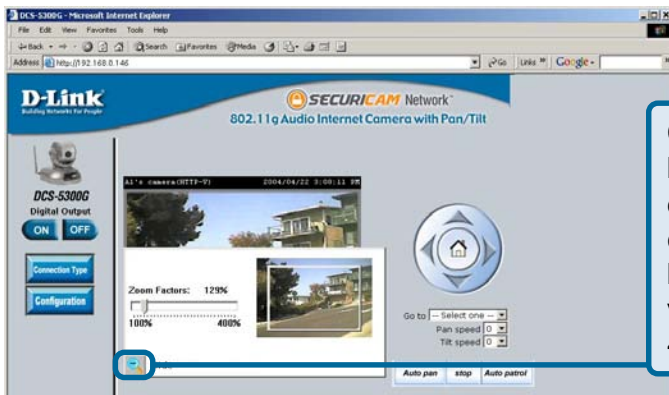 DCS-5300G - Microsoft Internet Explorer
File Edit View Favorites Tools Help
Back Search Favorites Media
Address http://192.168.0.146 Go Links » Google -
D-Link
Building Networks For People
SECURICAM Network™
802.11g Audio Internet Camera with Pan/Tilt
DCS-5300G
Digital Output
ON OFF
Connection Type
Configuration
Al's camera(HTTP-V) 2004/04/22 3:00:11 PM
Zoom Factors: 129%
100% 400%
Go to -- Select one --
Pan speed 0
Tilt speed 0
Auto pan stop Auto patrol